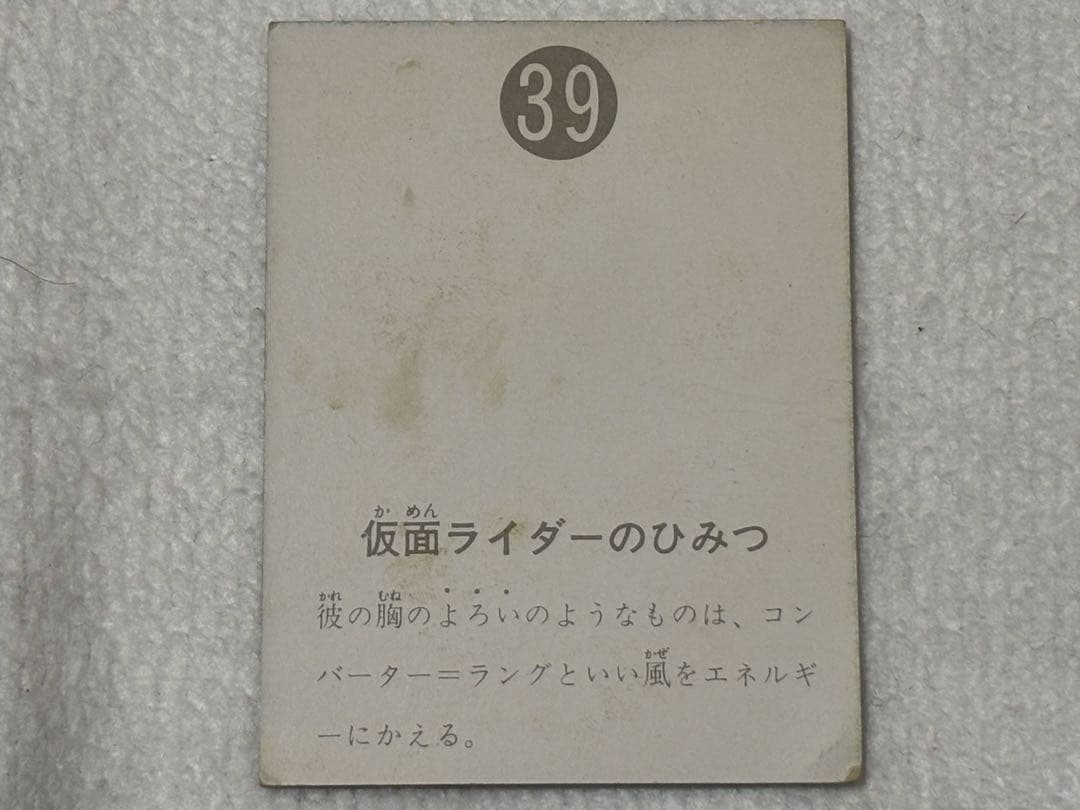 39
仮面ライダーのひみつ
彼の胸のよろいのようなものは、コン
バーター＝ラングといい風をエネルギ
ーにかえる。